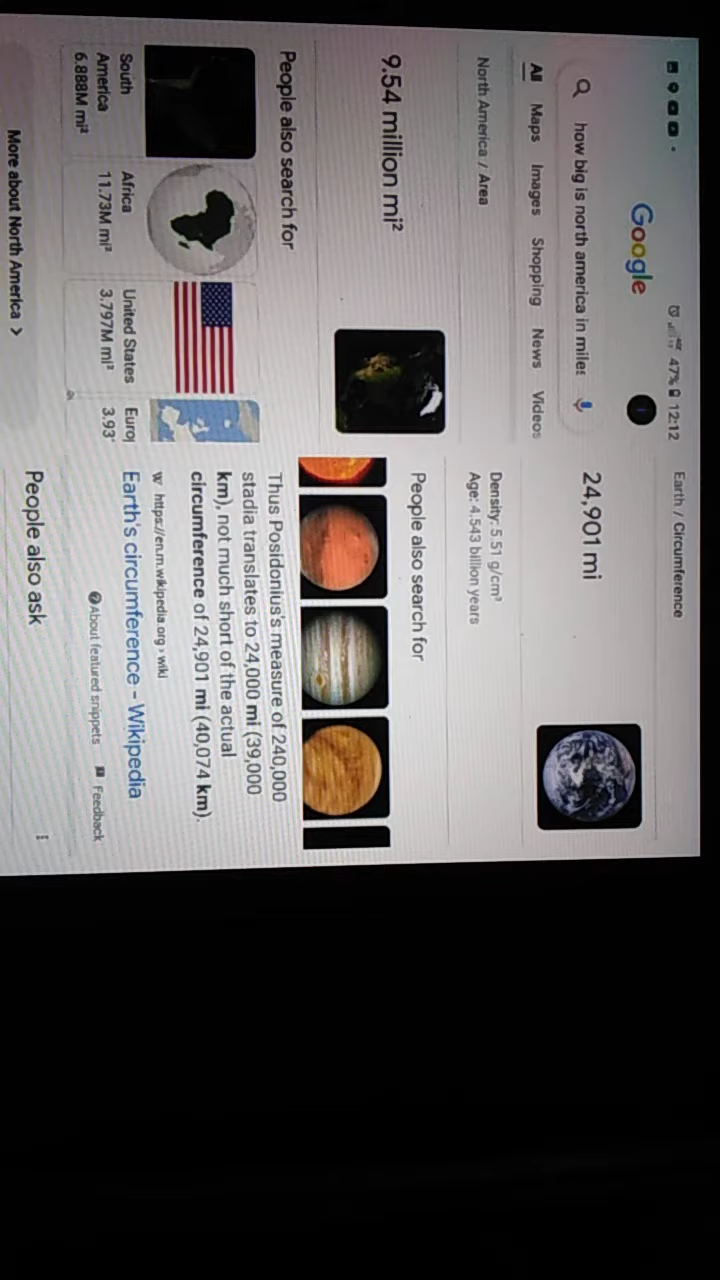 47% 12:12
Google
how big is north america in miles
All Maps Images Shopping News Videos
North America / Area
9.54 million mi²
People also search for
South America
6.888M mi²
Africa
11.73M mi²
United States
3.797M mi²
Euro
3.93
More about North America >
Earth / Circumference
24,901 mi
Density: 5.51 g/cm³
Age: 4.543 billion years
People also search for
Thus Posidonius's measure of 240,000
stadia translates to 24,000 mi (39,000
km), not much short of the actual
circumference of 24,901 mi (40,074 km).
W https://en.m.wikipedia.org › wiki
Earth's circumference - Wikipedia
About featured snippets Feedback
People also ask